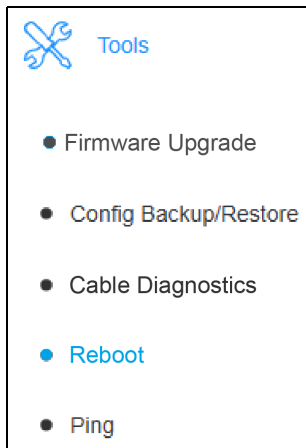 Tools
Firmware Upgrade
Config Backup/Restore
Cable Diagnostics
Reboot
Ping